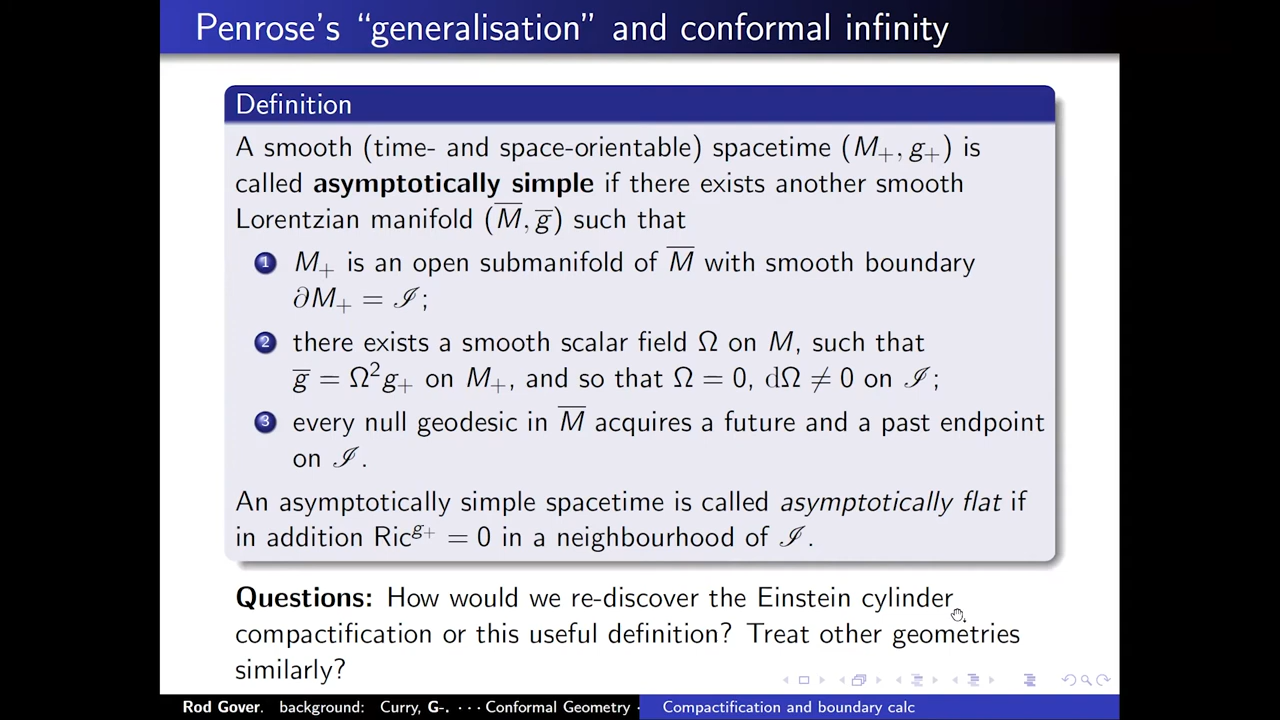 Penrose's “generalisation” and conformal infinity
Definition
A smooth (time- and space-orientable) spacetime (M₊, g₊) is
called asymptotically simple if there exists another smooth
Lorentzian manifold (M̅, g̅) such that
1 M₊ is an open submanifold of M̅ with smooth boundary
∂M₊ = ℐ;
2 there exists a smooth scalar field Ω on M, such that
g̅ = Ω²g₊ on M₊, and so that Ω = 0, dΩ ≠ 0 on ℐ;
3 every null geodesic in M̅ acquires a future and a past endpoint
on ℐ.
An asymptotically simple spacetime is called asymptotically flat if
in addition Ric^{g₊} = 0 in a neighbourhood of ℐ.
Questions: How would we re-discover the Einstein cylinder
compactification or this useful definition? Treat other geometries
similarly?
Rod Gover. background: Curry, G-. ··· Conformal Geometry · Compactification and boundary calc